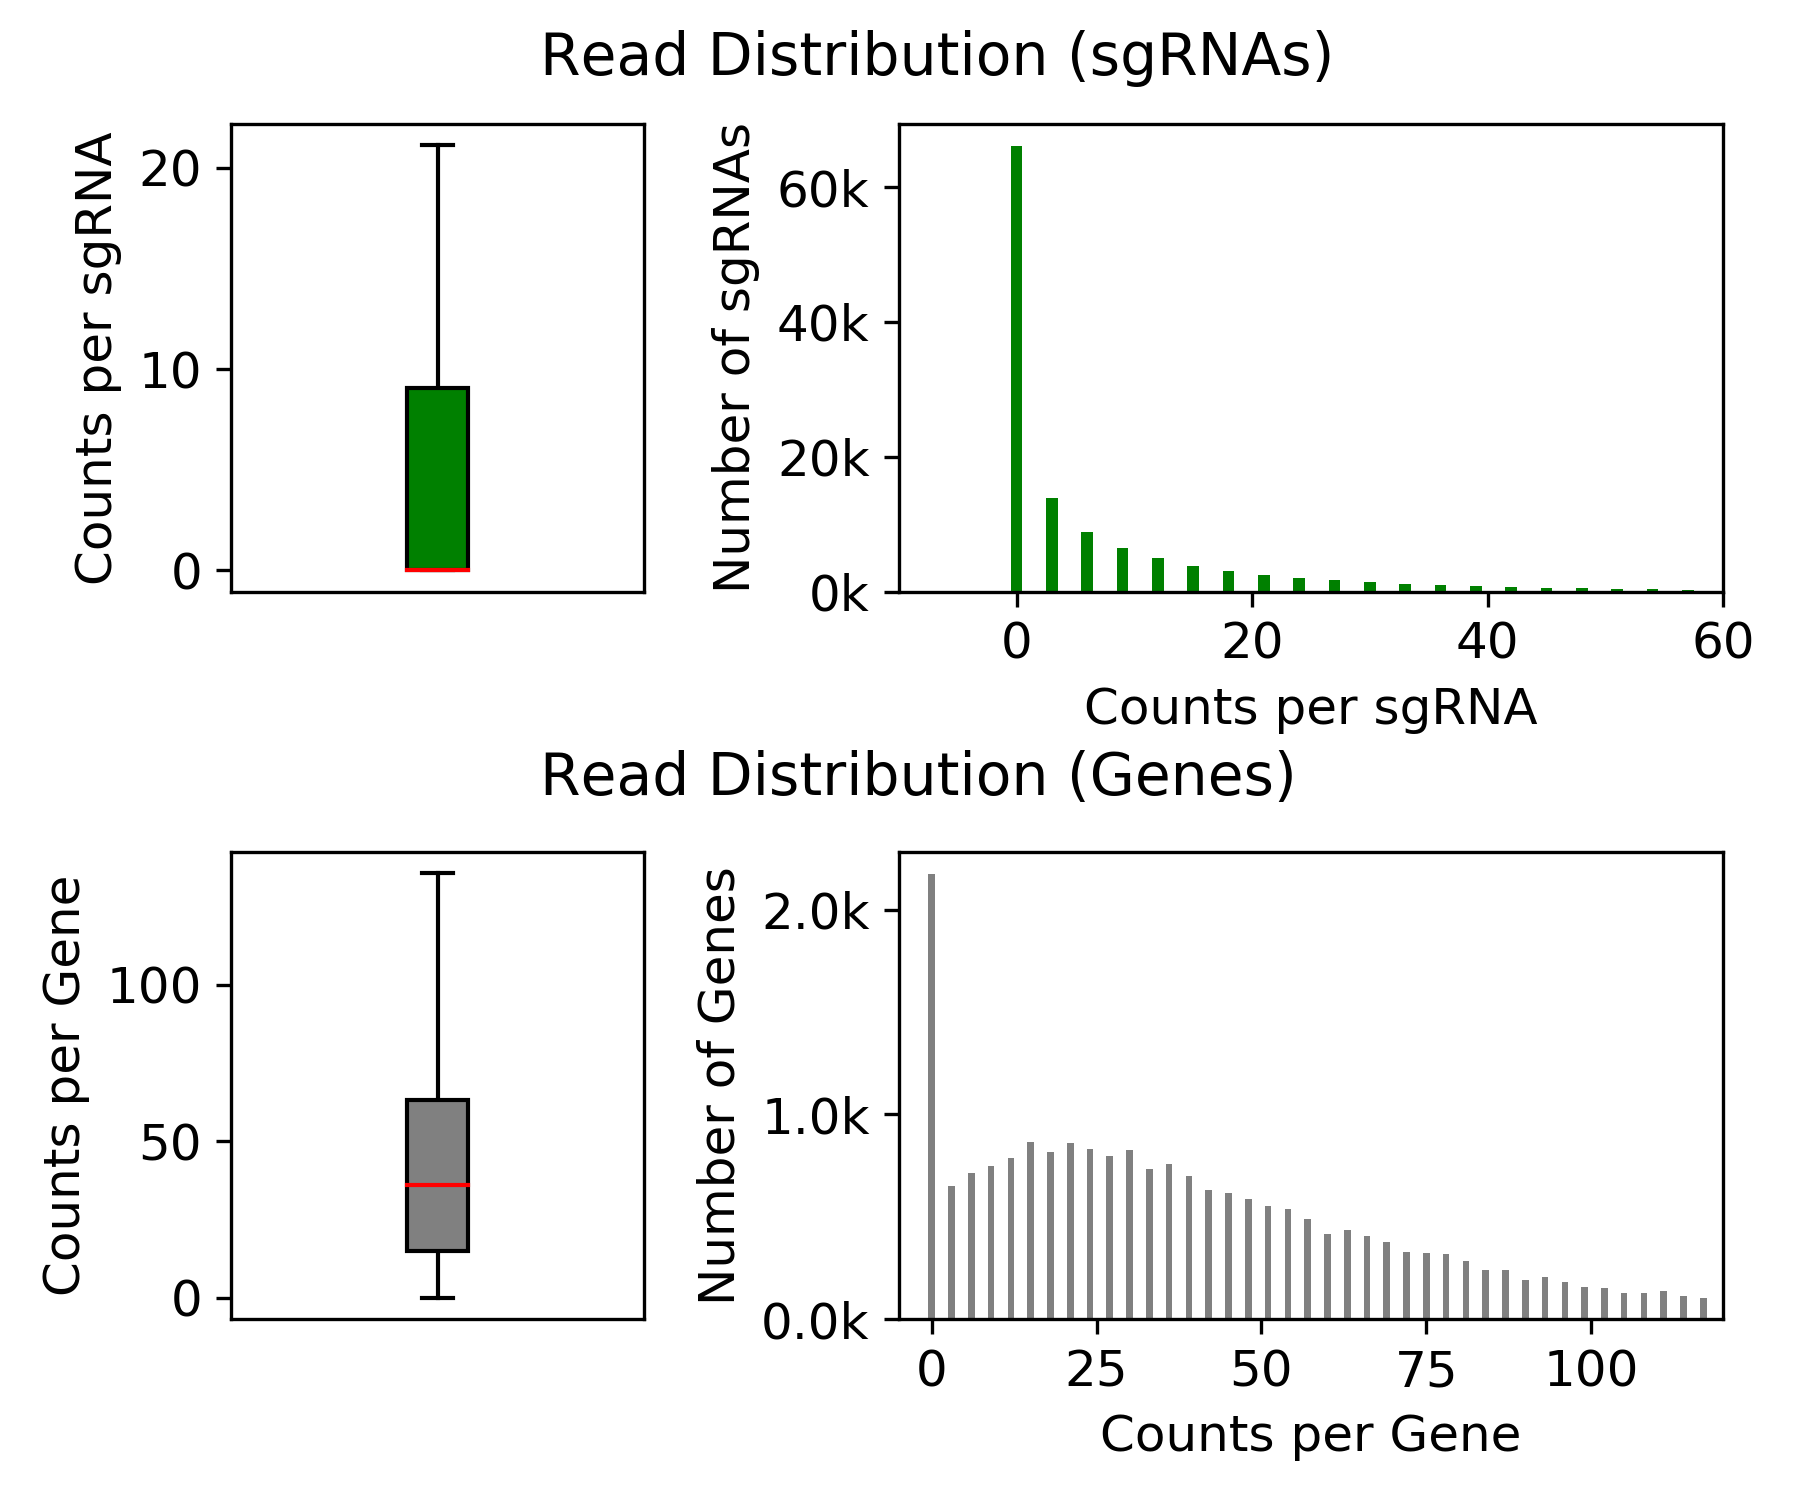 Read Distribution (sgRNAs)
Counts per sgRNA
20
10
0
Number of sgRNAs
60k
40k
20k
0k
0 20 40 60
Counts per sgRNA
Read Distribution (Genes)
Counts per Gene
100
50
0
Number of Genes
2.0k
1.0k
0.0k
0 25 50 75 100
Counts per Gene